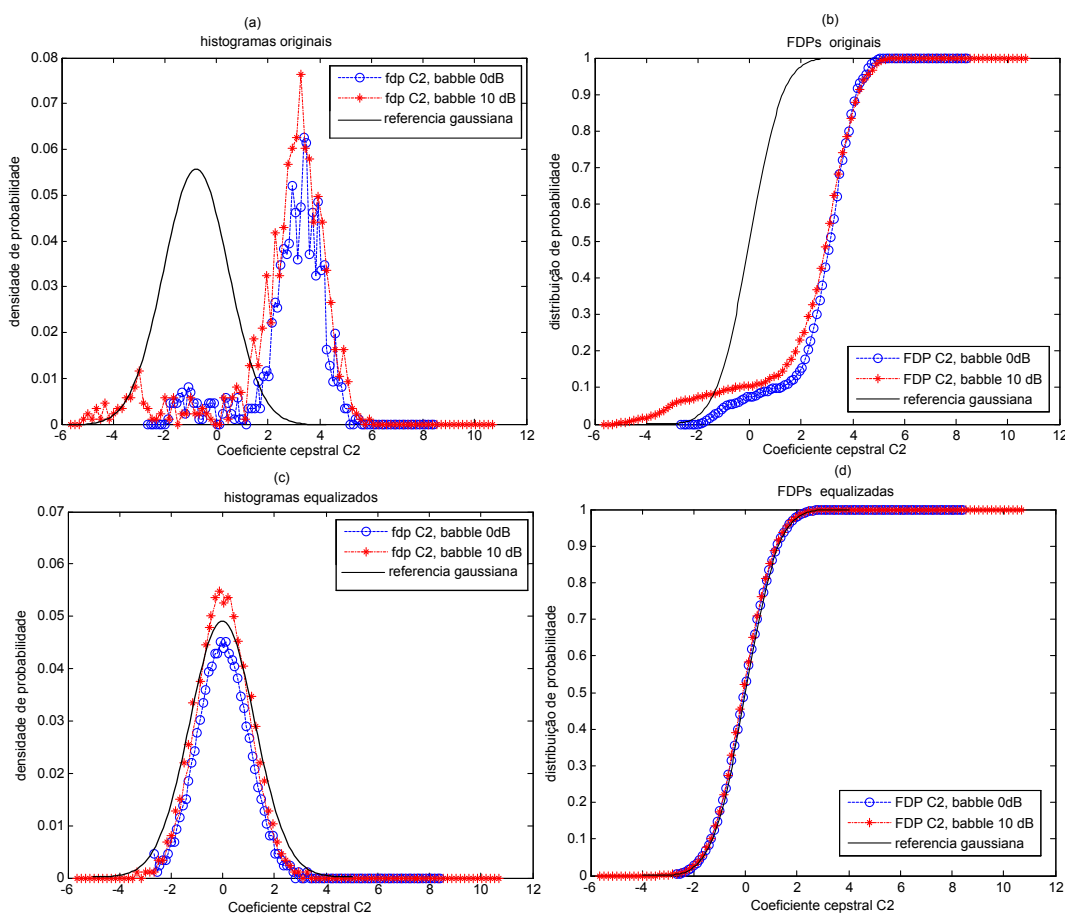 (a)
histogramas originais
densidade de probabilidade
0.08
0.07
0.06
0.05
0.04
0.03
0.02
0.01
0
-6 -4 -2 0 2 4 6 8 10 12
Coeficiente cepstral C2
fdp C2, babble 0dB
fdp C2, babble 10 dB
referencia gaussiana
(b)
FDPs originais
distribuição de probabilidade
1
0.9
0.8
0.7
0.6
0.5
0.4
0.3
0.2
0.1
0
-6 -4 -2 0 2 4 6 8 10 12
Coeficiente cepstral C2
FDP C2, babble 0dB
FDP C2, babble 10 dB
referencia gaussiana
(c)
histogramas equalizados
densidade de probabilidade
0.07
0.06
0.05
0.04
0.03
0.02
0.01
0
-6 -4 -2 0 2 4 6 8 10 12
Coeficiente cepstral C2
fdp C2, babble 0dB
fdp C2, babble 10 dB
referencia gaussiana
(d)
FDPs equalizadas
distribuição de probabilidade
1
0.9
0.8
0.7
0.6
0.5
0.4
0.3
0.2
0.1
0
-6 -4 -2 0 2 4 6 8 10 12
Coeficiente cepstral C2
FDP C2, babble 0dB
FDP C2, babble 10 dB
referencia gaussiana